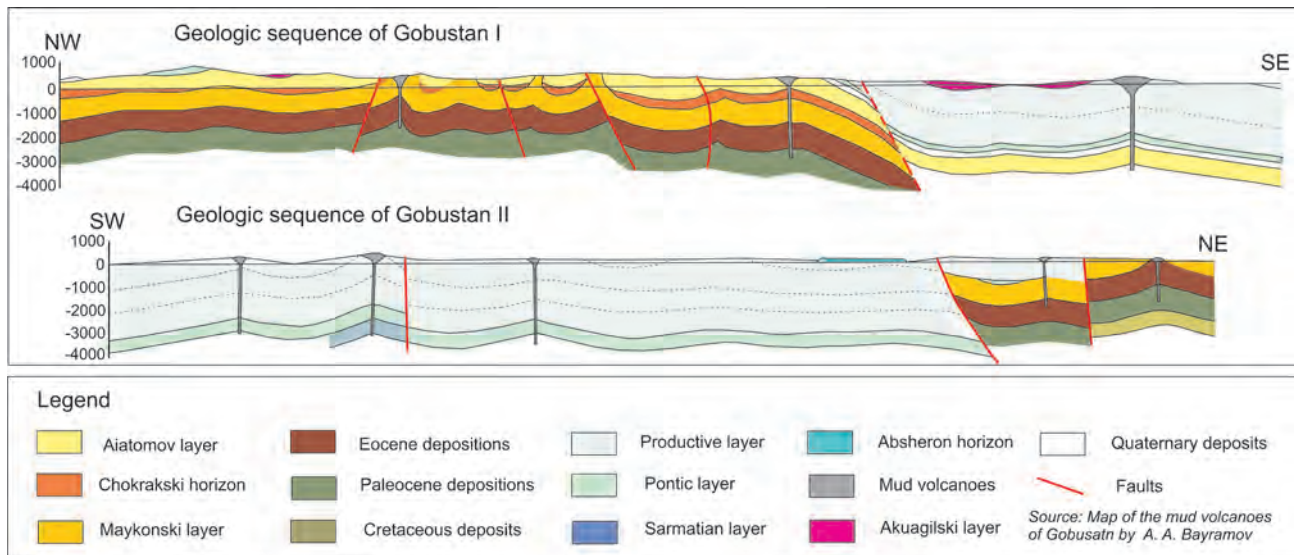 Geologic sequence of Gobustan I
NW
SE
1000
0
-1000
-2000
-3000
-4000
Geologic sequence of Gobustan II
SW
NE
1000
0
-1000
-2000
-3000
-4000
Legend
Aiatomov layer
Eocene depositions
Productive layer
Absheron horizon
Quaternary deposits
Chokrakski horizon
Paleocene depositions
Pontic layer
Mud volcanoes
Faults
Maykonski layer
Cretaceous deposits
Sarmatian layer
Akuagilski layer
Source: Map of the mud volcanoes
of Gobusatn by A. A. Bayramov